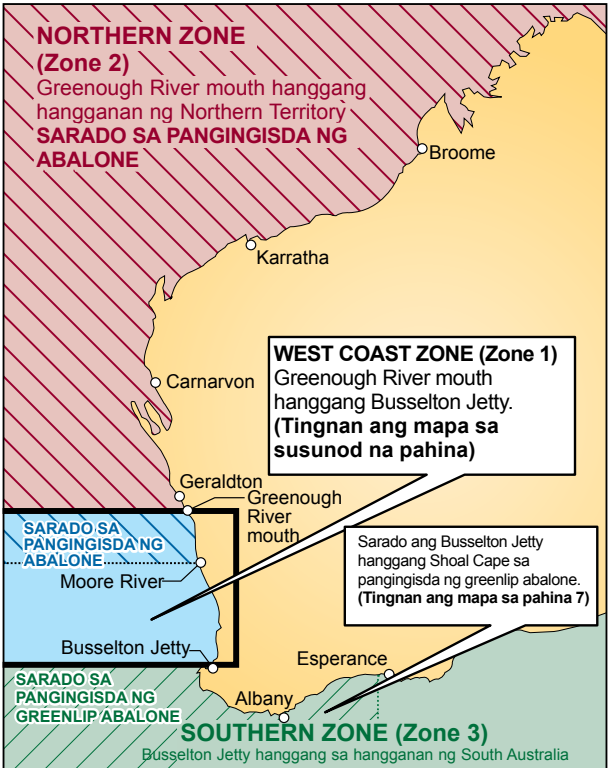 NORTHERN ZONE
(Zone 2)
Greenough River mouth hanggang
hangganan ng Northern Territory
SARADO SA PANGINGISDA NG
ABALONE
Broome
Karratha
WEST COAST ZONE (Zone 1)
Greenough River mouth
hanggang Busselton Jetty.
(Tingnan ang mapa sa
susunod na pahina)
Carnarvon
Geraldton
Greenough
River
mouth
SARADO SA
PANGINGISDA NG
ABALONE
Moore River
Sarado ang Busselton Jetty
hanggang Shoal Cape sa
pangingisda ng greenlip abalone.
(Tingnan ang mapa sa pahina 7)
Busselton Jetty
Esperance
SARADO SA
PANGINGISDA NG
GREENLIP ABALONE
Albany
SOUTHERN ZONE (Zone 3)
Busselton Jetty hanggang sa hangganan ng South Australia